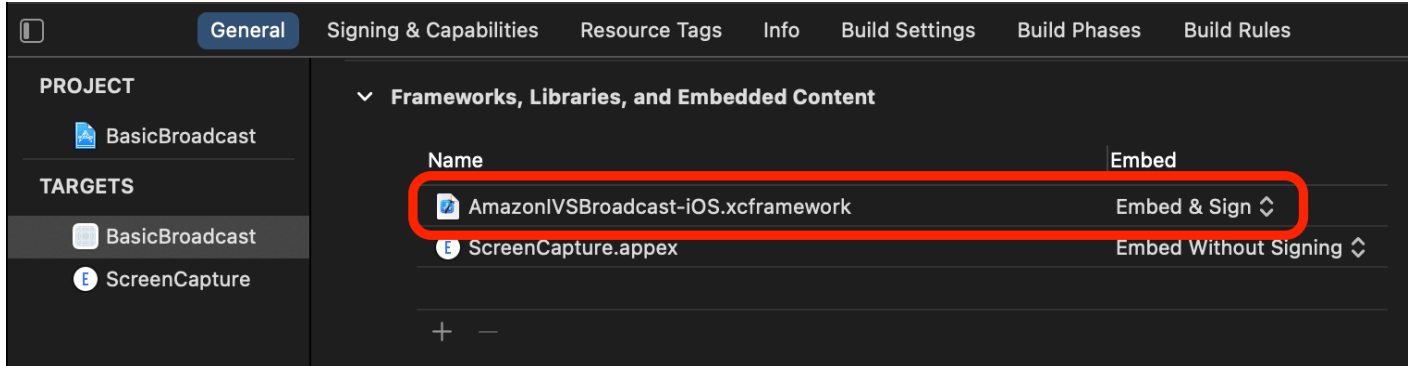 General Signing & Capabilities Resource Tags Info Build Settings Build Phases Build Rules
PROJECT
BasicBroadcast
TARGETS
BasicBroadcast
E ScreenCapture
Frameworks, Libraries, and Embedded Content
Name Embed
AmazonIVSBroadcast-iOS.xcframework Embed & Sign
E ScreenCapture.appex Embed Without Signing